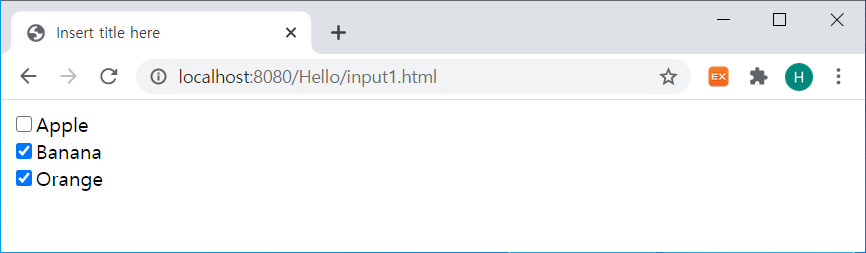 Insert title here
localhost:8080/Hello/input1.html
EX
H
Apple
Banana
Orange